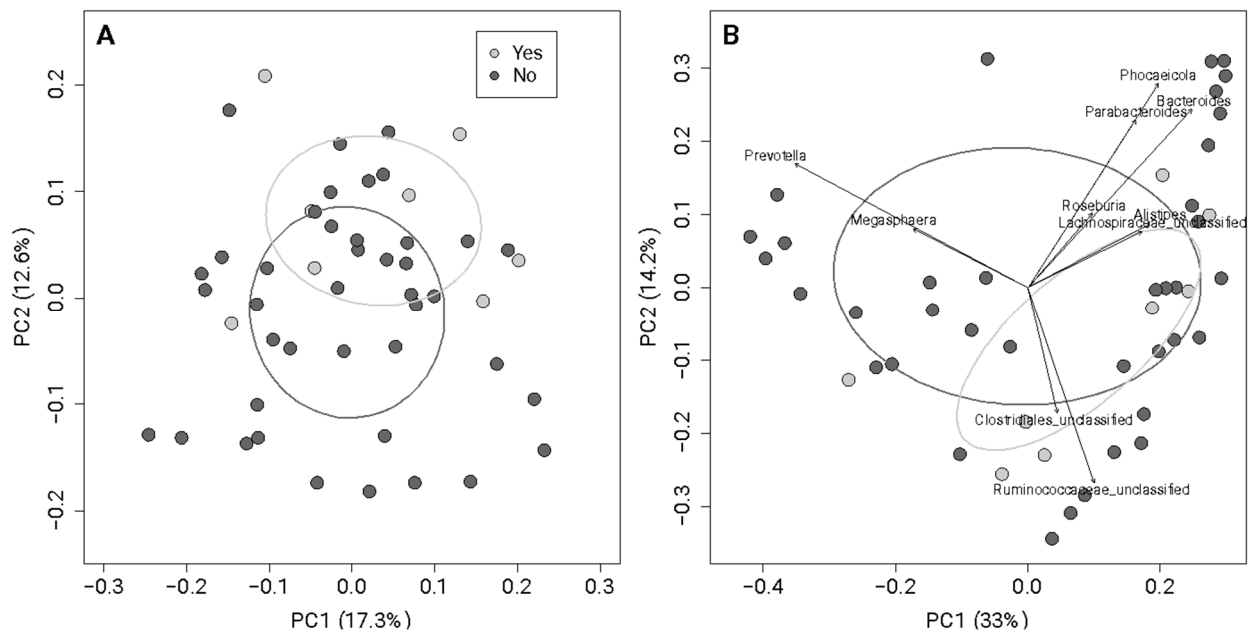 A
Yes
No
0.2
0.1
0.0
−0.1
−0.2
PC2 (12.6%)
−0.3
−0.2
−0.1
0.0
0.1
0.2
0.3
PC1 (17.3%)
B
Phocaeicola
Bacteroides
Parabacteroides
Prevotella
Roseburia
Alistipes
Megasphaera
Lachnospiraceae_unclassified
Clostridiales_unclassified
Ruminococcaceae_unclassified
0.3
0.2
0.1
0.0
−0.1
−0.2
−0.3
PC2 (14.2%)
−0.4
−0.2
0.0
0.2
PC1 (33%)